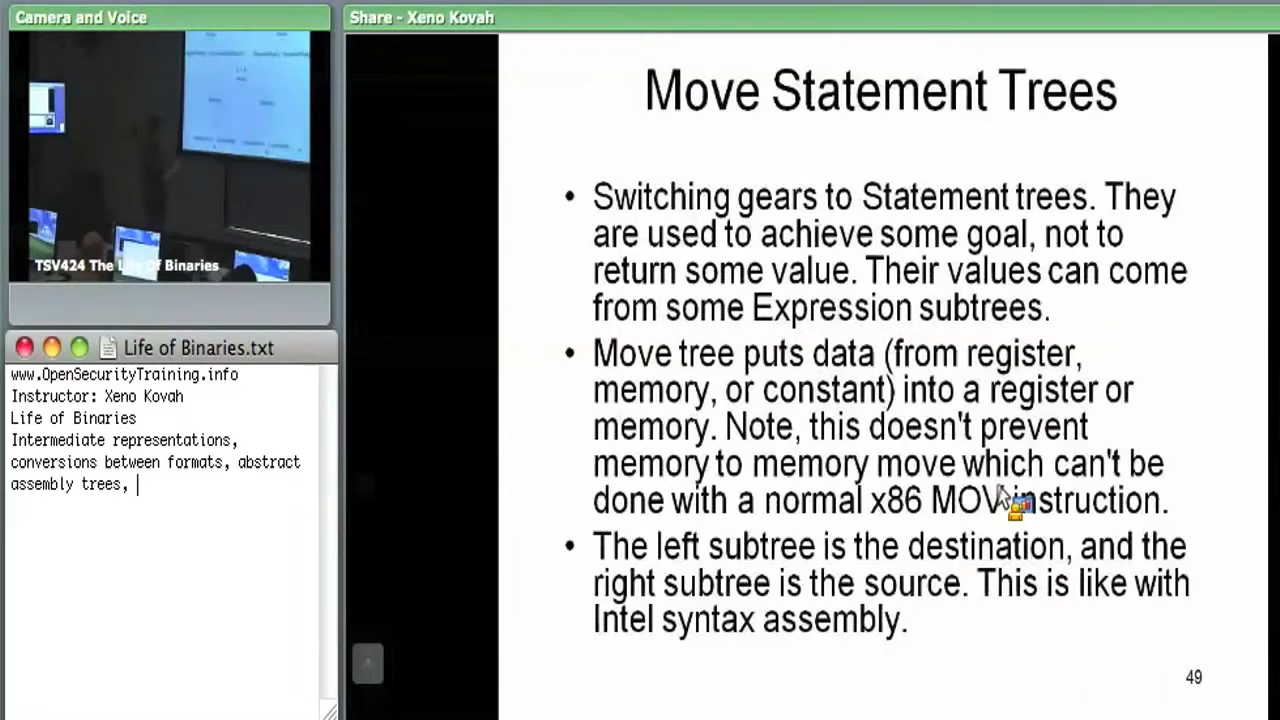 Camera and Voice
Share - Xeno Kovah
TSV424 The Life Of Binaries
Life of Binaries.txt
www.OpenSecurityTraining.info
Instructor: Xeno Kovah
Life of Binaries
Intermediate representations,
conversions between formats, abstract
assembly trees,
Move Statement Trees
• Switching gears to Statement trees. They
are used to achieve some goal, not to
return some value. Their values can come
from some Expression subtrees.
• Move tree puts data (from register,
memory, or constant) into a register or
memory. Note, this doesn't prevent
memory to memory move which can't be
done with a normal x86 MOV instruction.
• The left subtree is the destination, and the
right subtree is the source. This is like with
Intel syntax assembly.
49